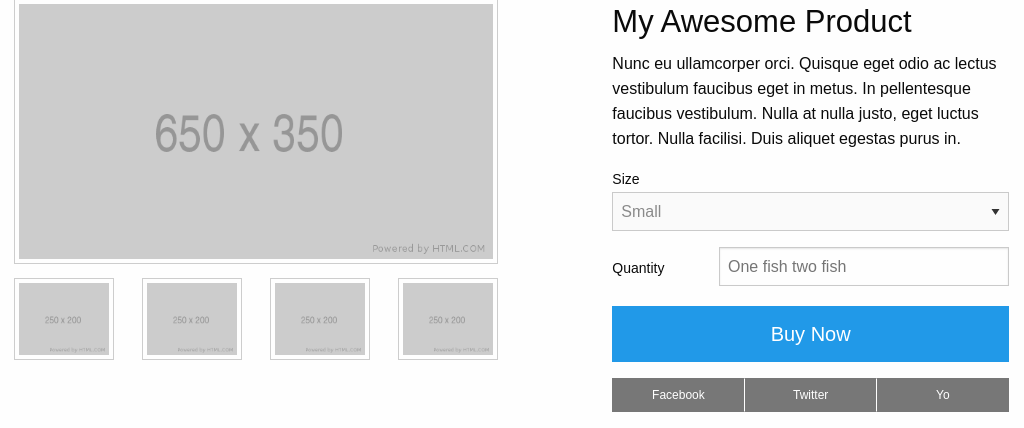 650 x 350
Powered by HTML.COM
250 x 200
Powered by HTML.COM
250 x 200
Powered by HTML.COM
250 x 200
Powered by HTML.COM
250 x 200
Powered by HTML.COM
My Awesome Product
Nunc eu ullamcorper orci. Quisque eget odio ac lectus
vestibulum faucibus eget in metus. In pellentesque
faucibus vestibulum. Nulla at nulla justo, eget luctus
tortor. Nulla facilisi. Duis aliquet egestas purus in.
Size
Small
Quantity
One fish two fish
Buy Now
Facebook
Twitter
Yo